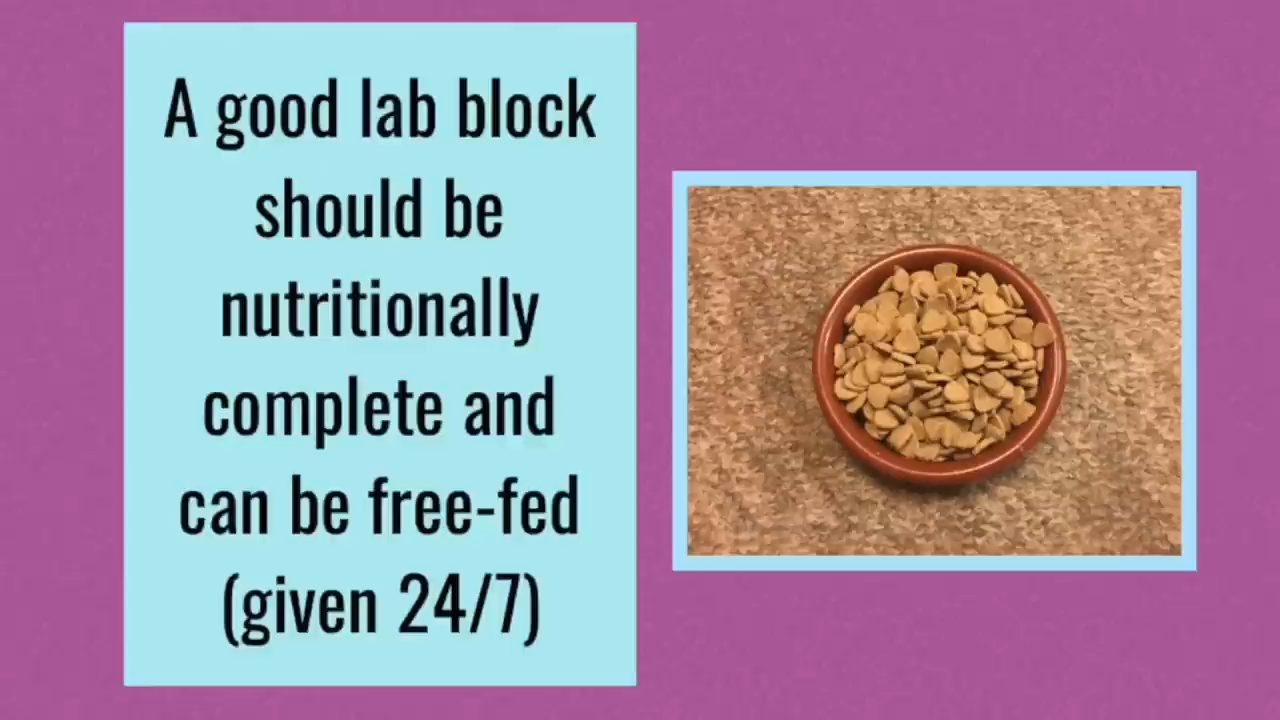 A good lab block
should be
nutritionally
complete and
can be free-fed
(given 24/7)